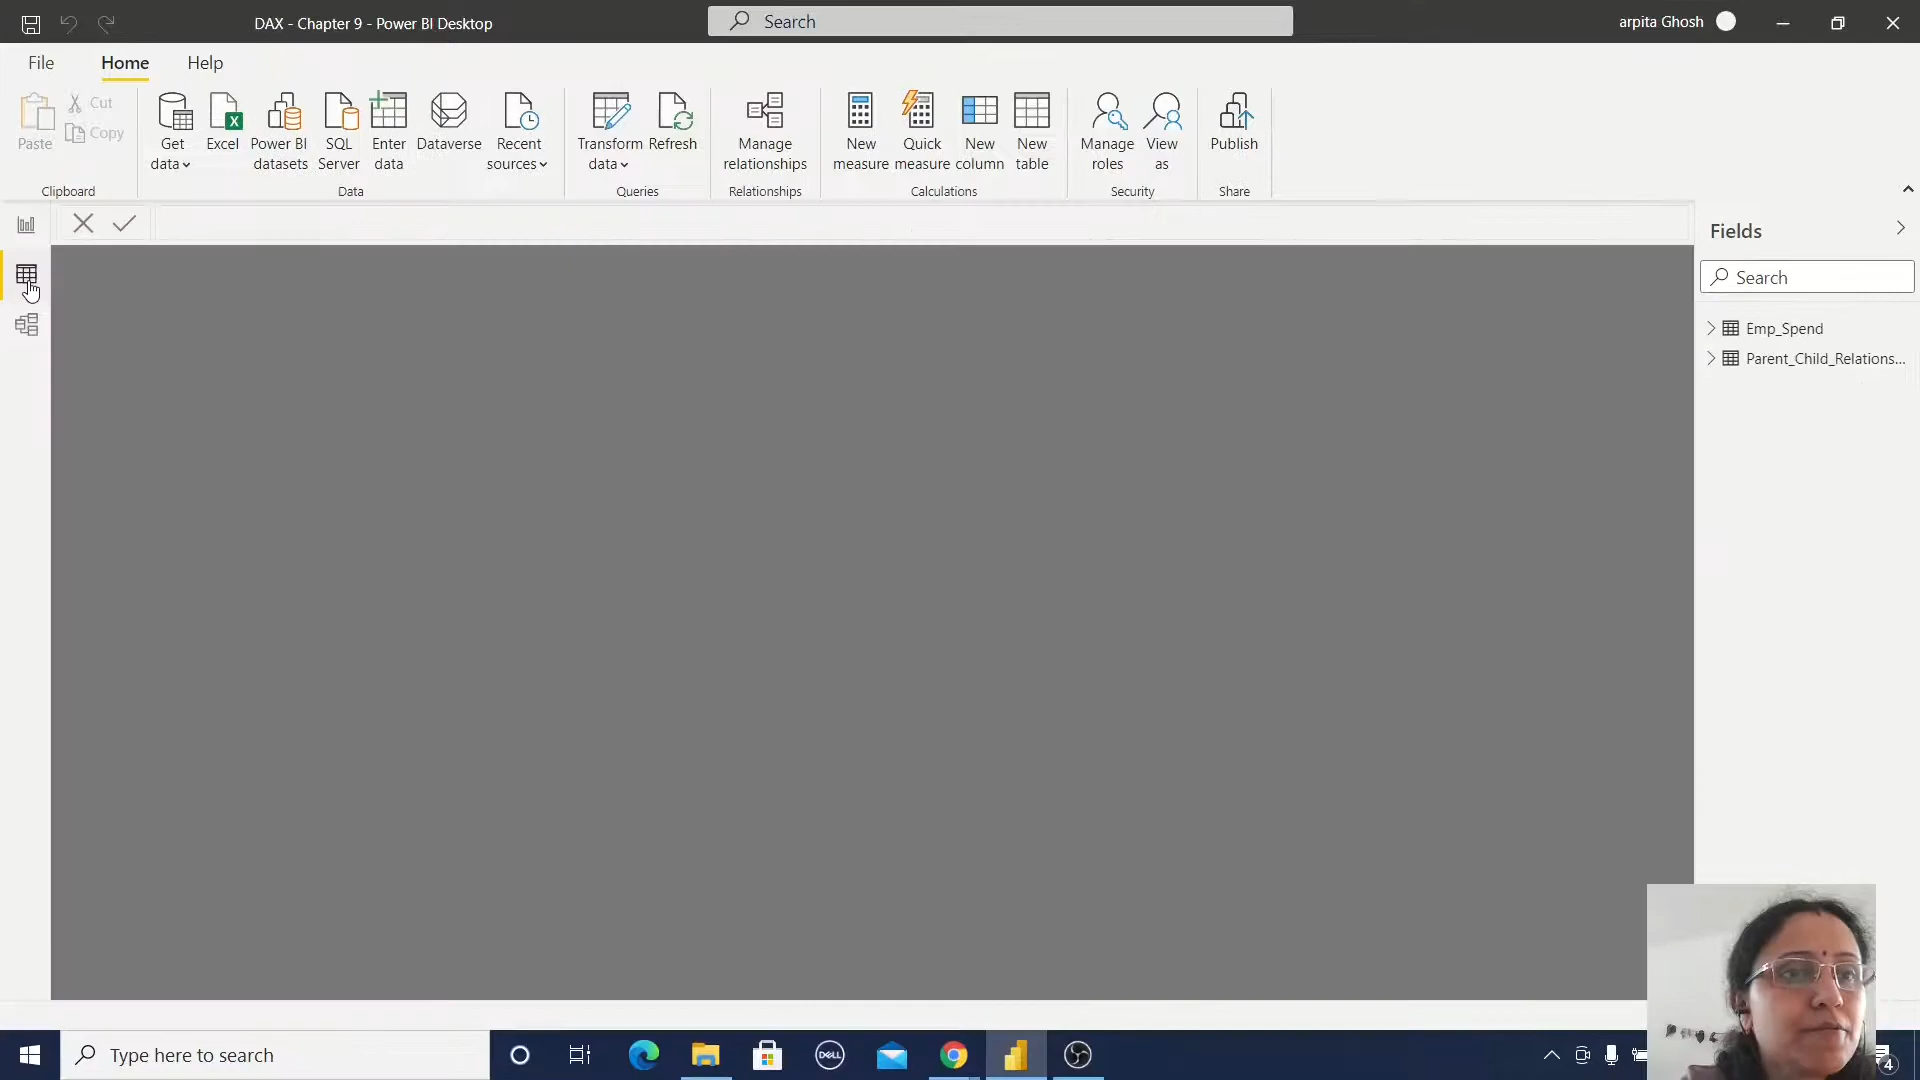 DAX - Chapter 9 - Power BI Desktop
Search
arpita Ghosh
File
Home
Help
Paste
Cut
Copy
Clipboard
Get data
Excel
Power BI datasets
SQL Server
Enter data
Dataverse
Recent sources
Data
Transform data
Refresh
Queries
Manage relationships
Relationships
New measure
Quick measure
New column
New table
Calculations
Manage roles
View as
Security
Publish
Share
Fields
Search
Emp_Spend
Parent_Child_Relations...
Type here to search
DELL
4